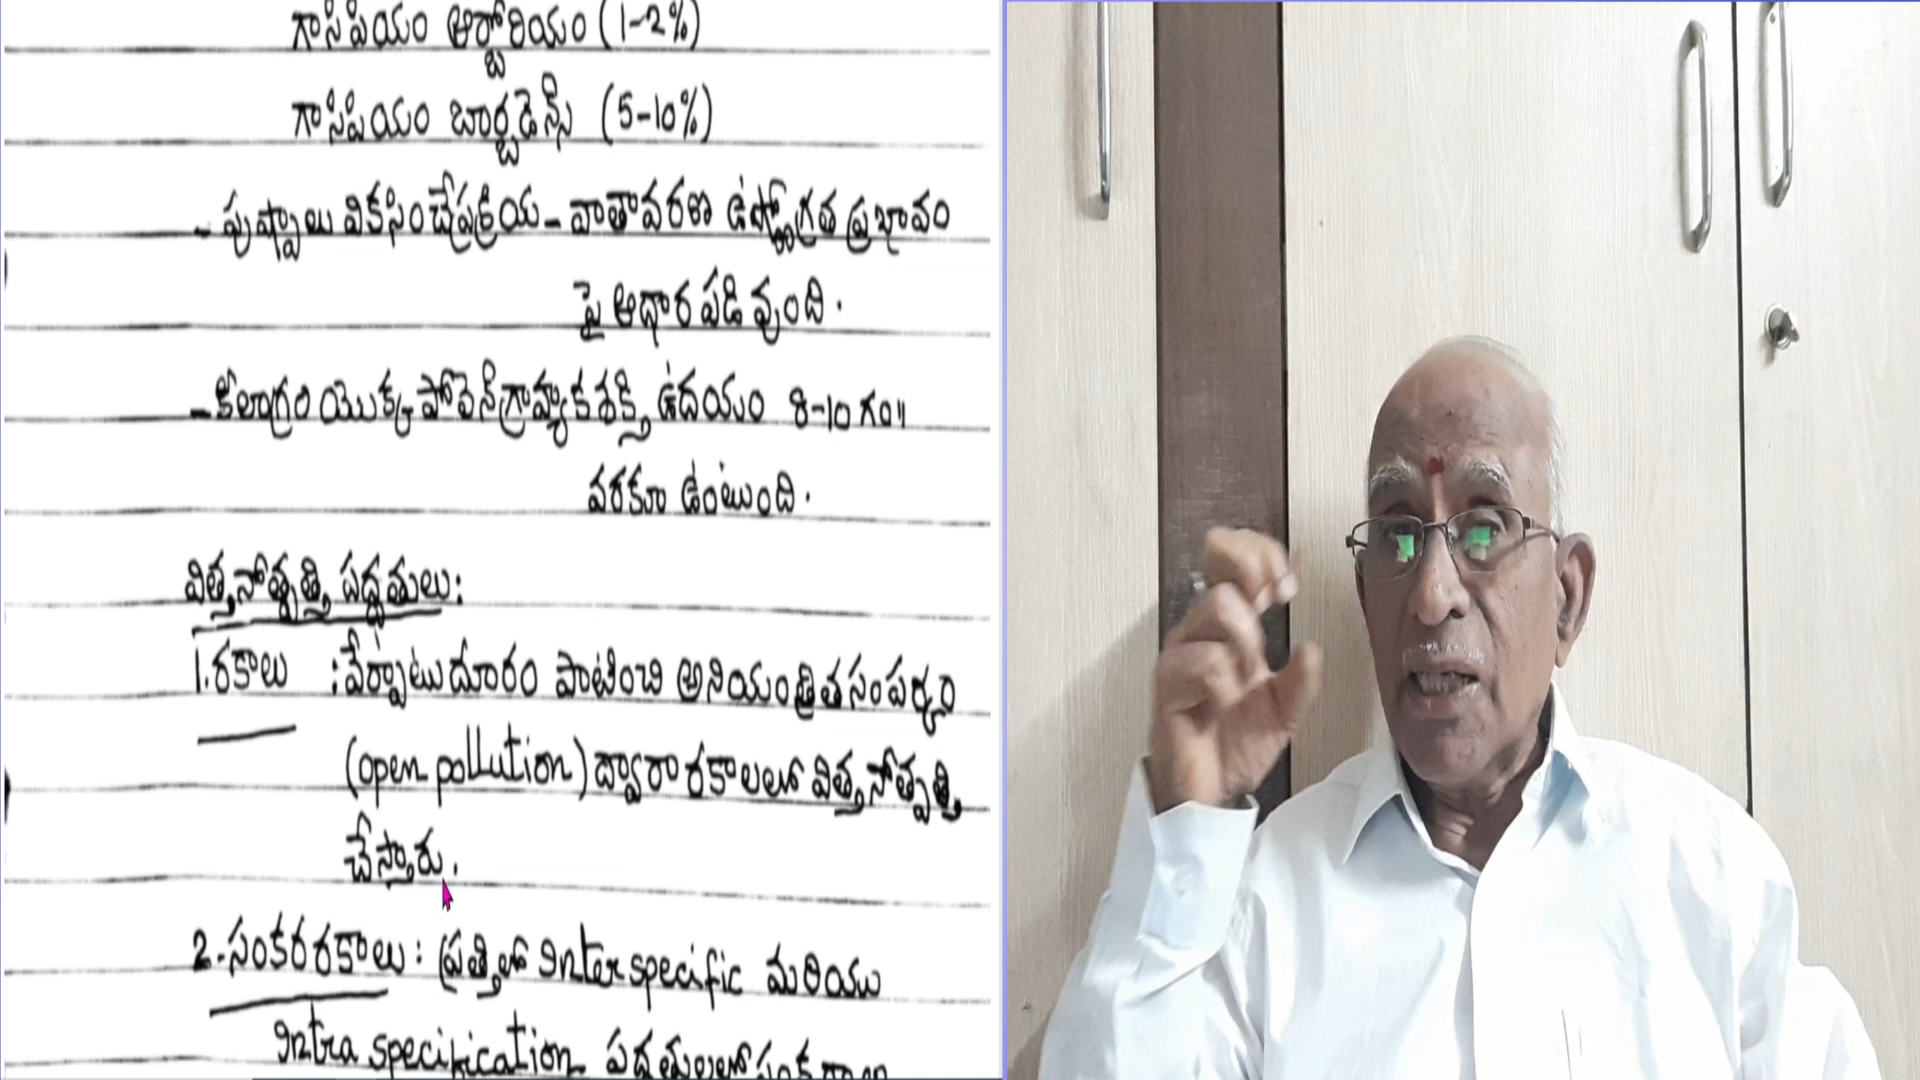 గాసిపియం ఆర్బోరియం (1-2%)
గాసిపియం బార్బడెన్సి (5-10%)
- పుష్పాలు వికసించేప్రక్రియ - వాతావరణ ఉష్ణోగ్రత ప్రభావం
పై ఆధారపడి వుంది.
- కీలాగ్రం యొక్క పోలెన్ గ్రాహ్యకశక్తి ఉదయం 8-10 గం॥
వరకూ ఉంటుంది.
విత్తనోత్పత్తి పద్ధతులు:
1. రకాలు : వేర్పాటుదూరం పాటించి అనియంత్రిత సంపర్కం
(open pollution) ద్వారా రకాలలో విత్తనోత్పత్తి
చేస్తారు.
2. సంకరరకాలు: ప్రత్తిలో Inter specific మరియు
Intra specification పద్ధతులలో